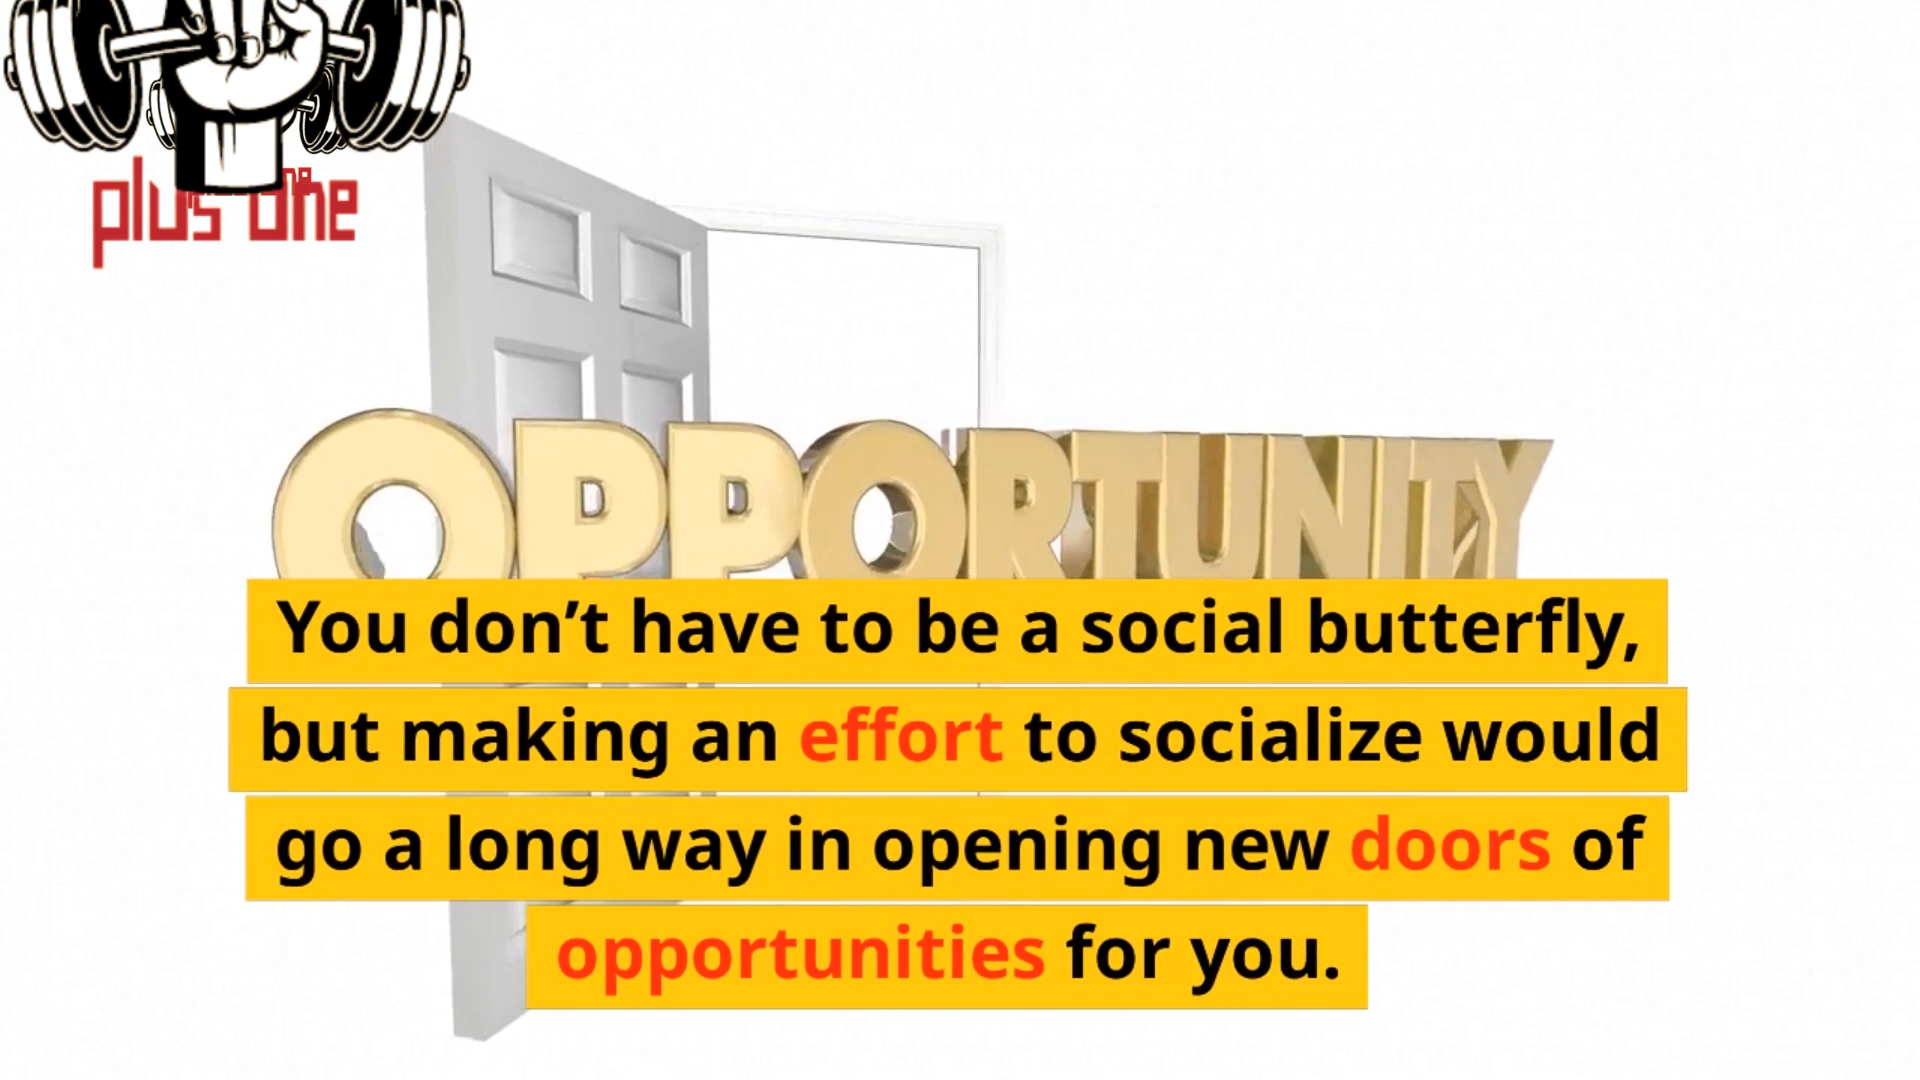 plus one
OPPORTUNITY
You don’t have to be a social butterfly,
but making an effort to socialize would
go a long way in opening new doors of
opportunities for you.